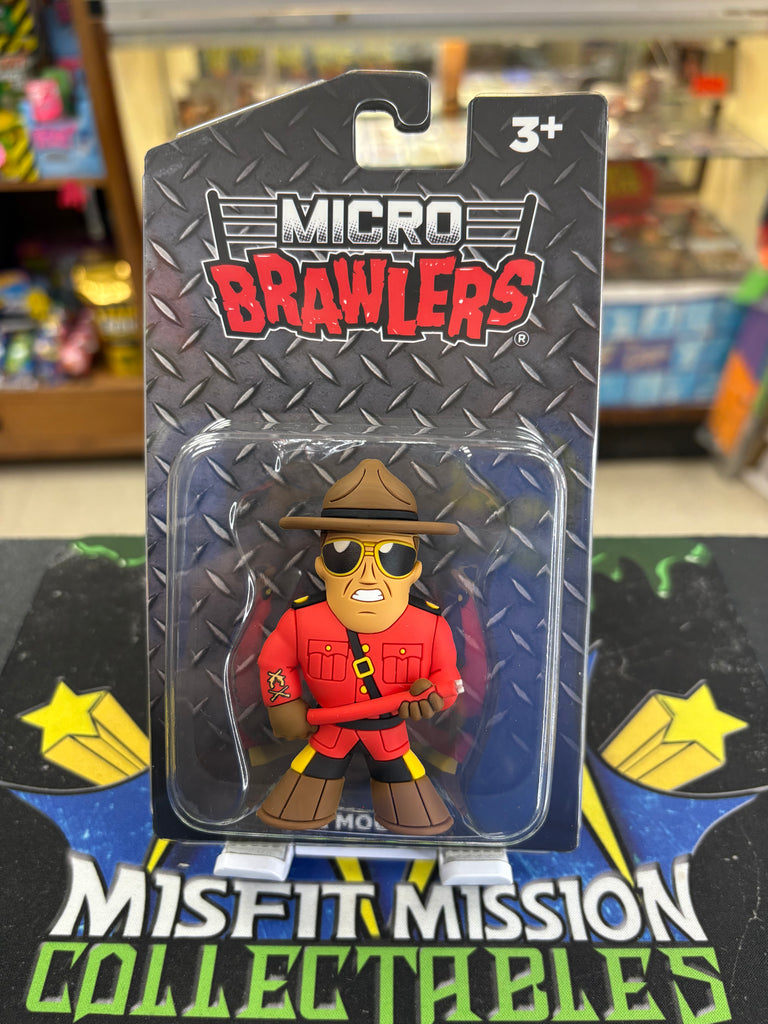 3+
MICRO
BRAWLERS
®
MISFIT MISSION
COLLECTABLES